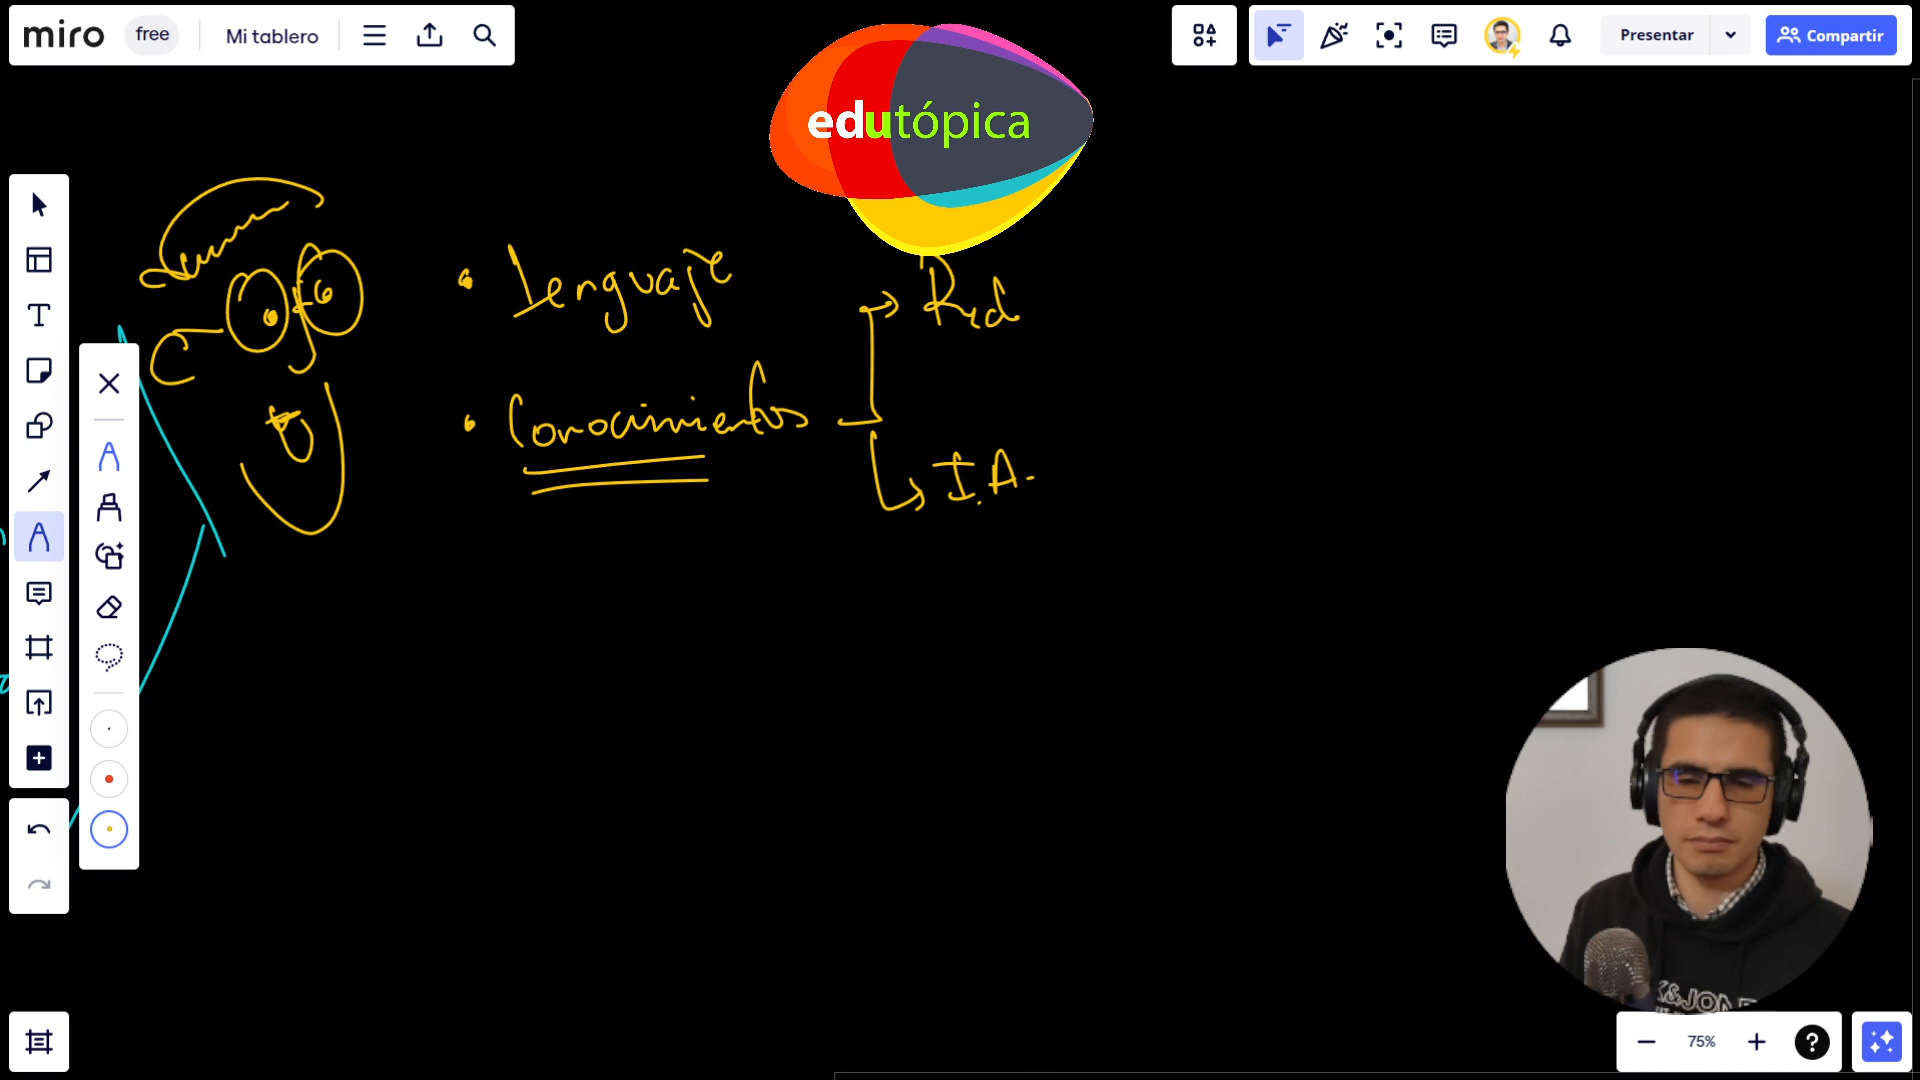 miro free Mi tablero Presentar Compartir
edutópica
Lenguaje
Red
Conocimientos
I.A.
75%